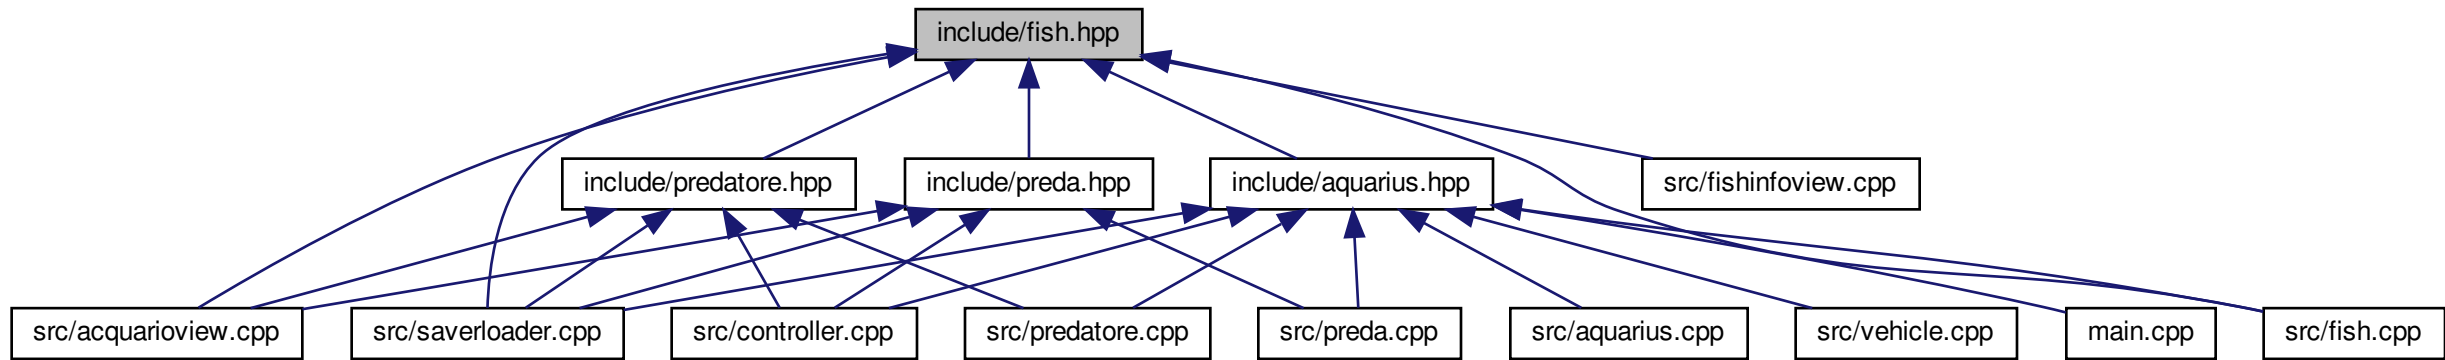 include/fish.hpp
include/predatore.hpp
include/preda.hpp
include/aquarius.hpp
src/fishinfoview.cpp
src/acquarioview.cpp
src/saverloader.cpp
src/controller.cpp
src/predatore.cpp
src/preda.cpp
src/aquarius.cpp
src/vehicle.cpp
main.cpp
src/fish.cpp